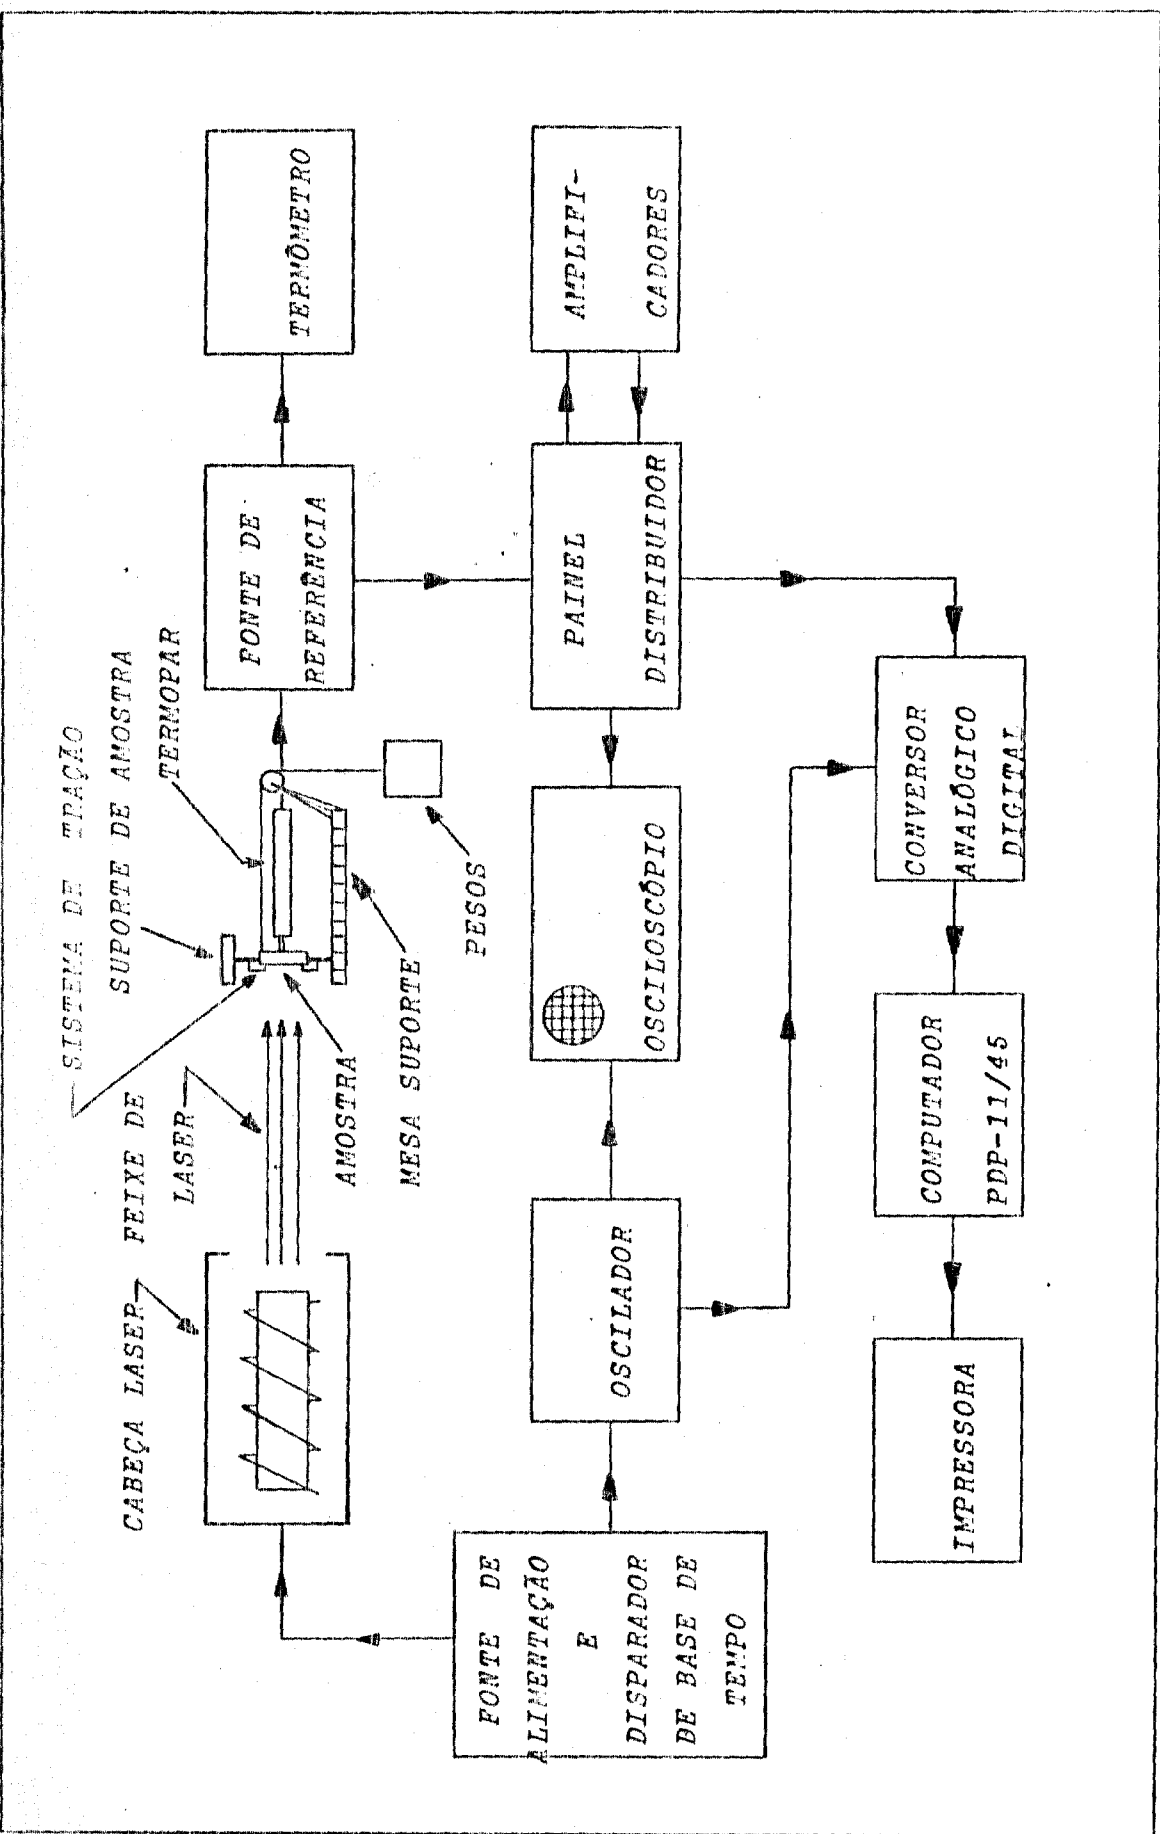 SISTEMA DE TRAÇÃO
SUPORTE DE AMOSTRA
TERMOPAR
CABEÇA LASER
FEIXE DE
LASER
AMOSTRA
MESA SUPORTE
PESOS
FONTE DE
REFERÊNCIA
TERMÔMETRO
FONTE DE
ALIMENTAÇÃO
E
DISPARADOR
DE BASE DE
TEMPO
OSCILADOR
OSCILOSCÓPIO
PAINEL
DISTRIBUIDOR
AMPLIFI-
CADORES
IMPRESSORA
COMPUTADOR
PDP-11/45
CONVERSOR
ANALÓGICO
DIGITAL